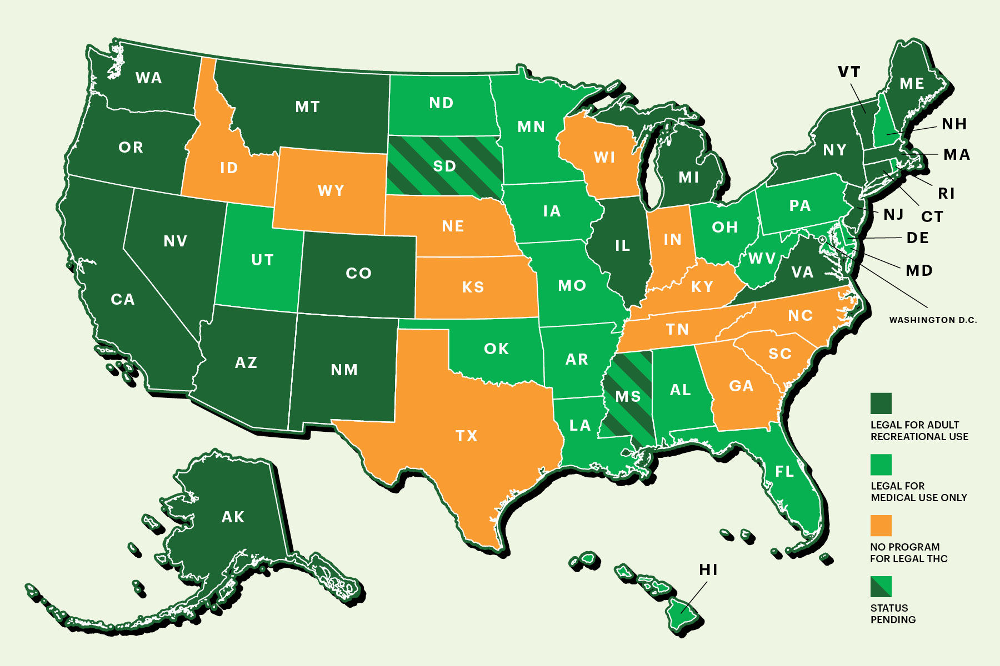 WA
MT
ND
MN
VT
ME
NH
OR
ID
SD
WI
NY
MA
WY
MI
RI
IA
PA
NJ
CT
NE
OH
DE
NV
UT
IL
IN
WV
MD
CO
KS
MO
KY
VA
CA
NC
WASHINGTON D.C.
TN
AZ
NM
OK
AR
SC
MS
AL
GA
LA
TX
FL
AK
HI
LEGAL FOR ADULT
RECREATIONAL USE
LEGAL FOR
MEDICAL USE ONLY
NO PROGRAM
FOR LEGAL THC
STATUS
PENDING